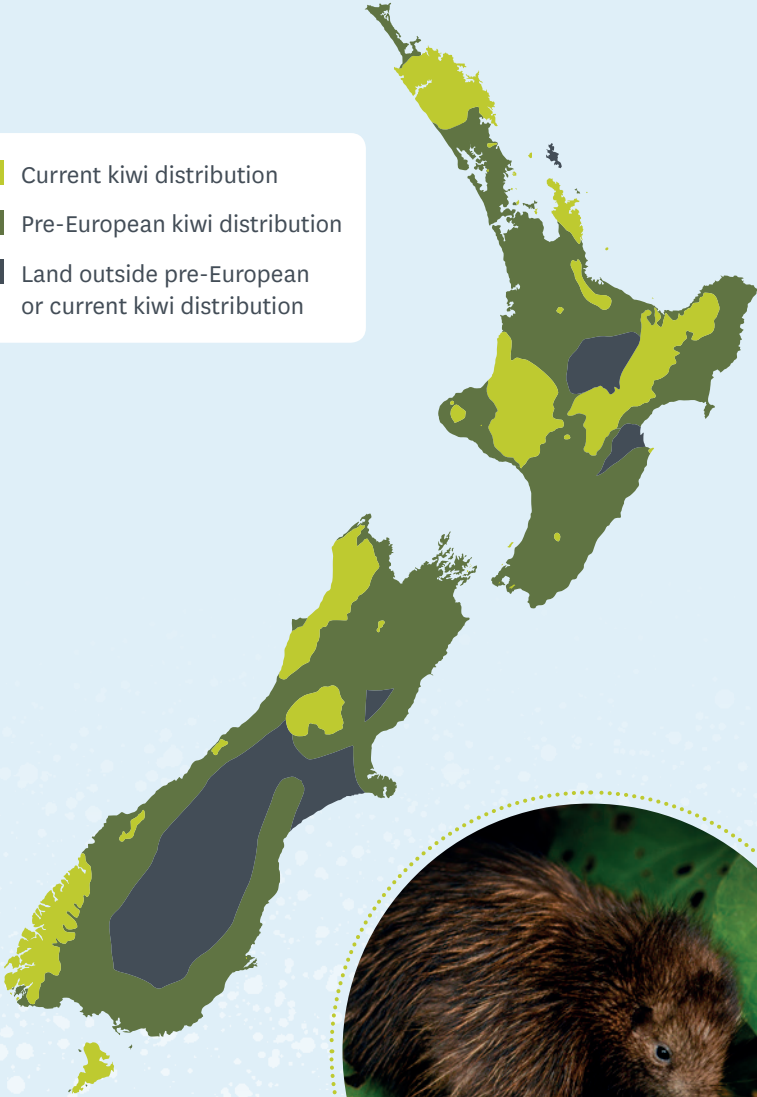 Current kiwi distribution
Pre-European kiwi distribution
Land outside pre-European
or current kiwi distribution